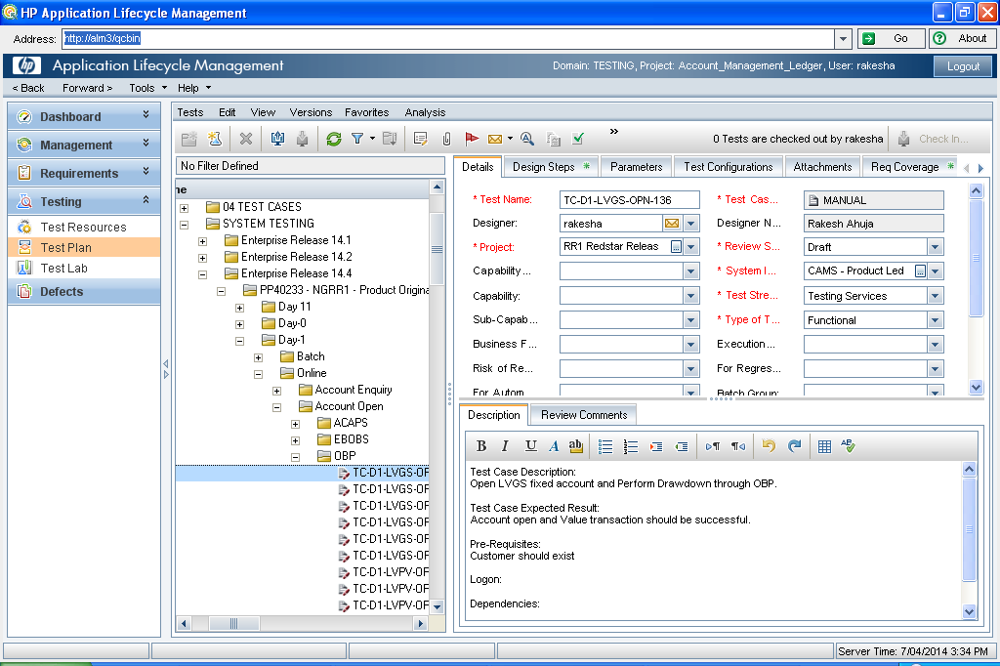 HP Application Lifecycle Management
Address: http://alm3/qcbin Go About
hp Application Lifecycle Management Domain: TESTING, Project: Account_Management_Ledger, User: rakesha Logout
< Back Forward > Tools Help
Dashboard
Management
Requirements
Testing
Test Resources
Test Plan
Test Lab
Defects
Tests Edit View Versions Favorites Analysis
0 Tests are checked out by rakesha Check In...
No Filter Defined
ne
04 TEST CASES
SYSTEM TESTING
Enterprise Release 14.1
Enterprise Release 14.2
Enterprise Release 14.4
PP40233 - NGRR1 - Product Origina
Day 11
Day-0
Day-1
Batch
Online
Account Enquiry
Account Open
ACAPS
EBOBS
OBP
TC-D1-LVGS-OF
TC-D1-LVGS-OF
TC-D1-LVGS-OF
TC-D1-LVGS-OF
TC-D1-LVGS-OF
TC-D1-LVGS-OF
TC-D1-LVPV-OF
TC-D1-LVPV-OF
TC-D1-LVPV-OF
Details Design Steps * Parameters Test Configurations Attachments Req Coverage *
* Test Name: TC-D1-LVGS-OPN-136 * Test Cas... MANUAL
Designer: rakesha Designer N... Rakesh Ahuja
* Project: RR1 Redstar Releas ... * Review S... Draft
Capability... * System I... CAMS - Product Led ...
Capability: * Test Stre... Testing Services
Sub-Capab... * Type of T... Functional
Business F... Execution...
Risk of Re... For Regres...
For Autom... Batch Group:
Description Review Comments
B I U A ab
Test Case Description:
Open LVGS fixed account and Perform Drawdown through OBP.
Test Case Expected Result:
Account open and Value transaction should be successful.
Pre-Requisites:
Customer should exist
Logon:
Dependencies:
Server Time: 7/04/2014 3:34 PM